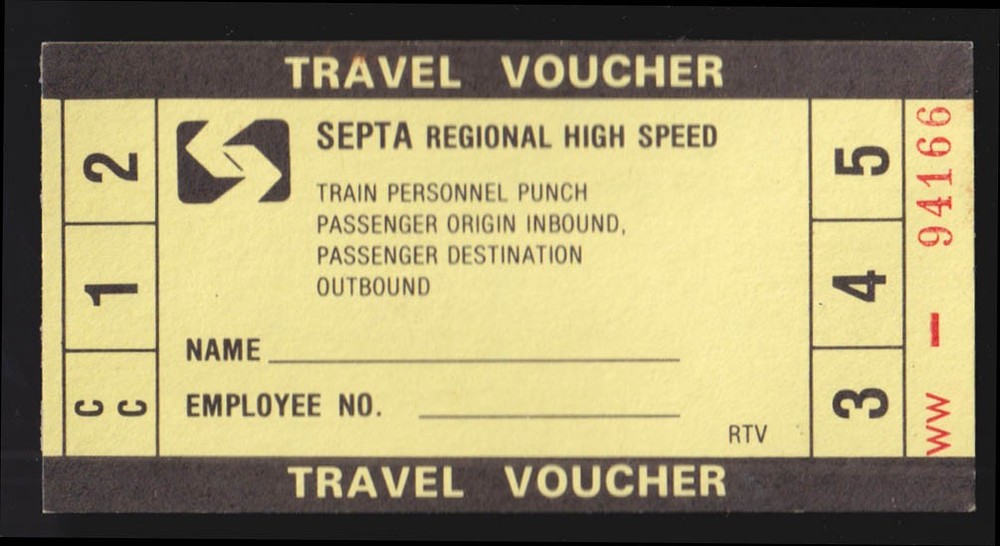 TRAVEL VOUCHER
2
1
C C
SEPTA REGIONAL HIGH SPEED
TRAIN PERSONNEL PUNCH
PASSENGER ORIGIN INBOUND,
PASSENGER DESTINATION
OUTBOUND
NAME
EMPLOYEE NO.
RTV
5
4
3
WW - 94166
TRAVEL VOUCHER